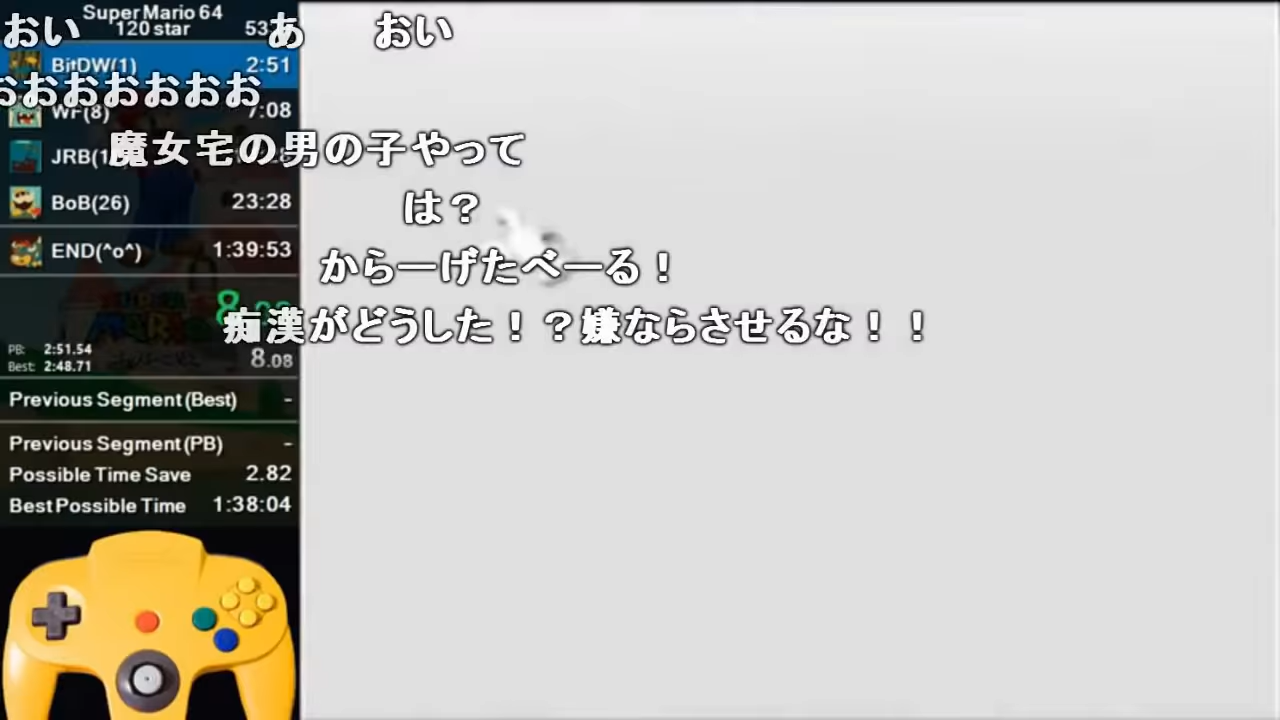 Super Mario 64
120 star
おい
あ
おい
BitDW(1) 2:51
おおおおおおお
WF(8) 7:08
魔女宅の男の子やって
BoB(26) 23:28
は？
END(^o^) 1:39:53
からーげたべーる！
痴漢がどうした！？嫌ならさせるな！！
PB: 2:51.54
Best: 2:48.71
8.08
Previous Segment (Best) -
Previous Segment (PB) -
Possible Time Save 2.82
Best Possible Time 1:38:04